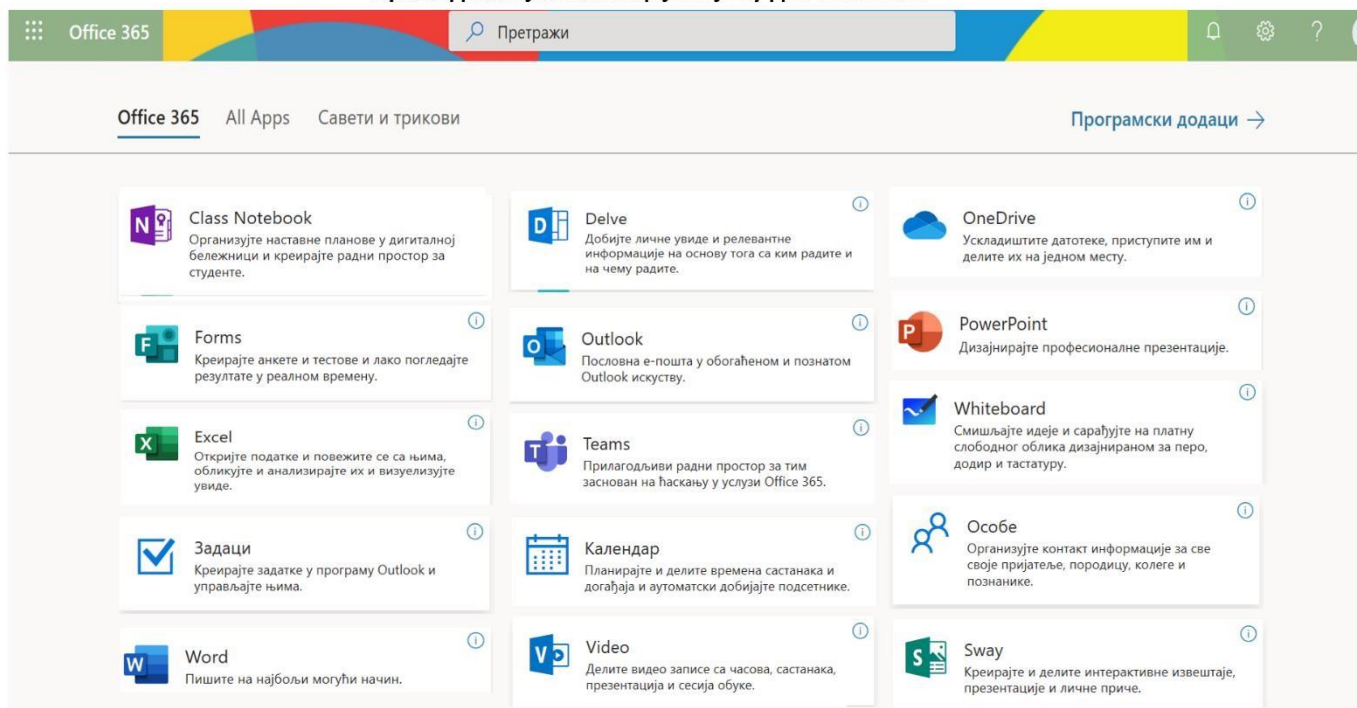 Office 365
Претражи
Office 365
All Apps
Савети и трикови
Програмски додаци →
Class Notebook
Организујте наставне планове у дигиталној
бележници и креирајте радни простор за
студенте.
Delve
Добијте личне увиде и релевантне
информације на основу тога са ким радите и
на чему радите.
OneDrive
Ускладиштите датотеке, приступите им и
делите их на једном месту.
Forms
Креирајте анкете и тестове и лако погледајте
резултате у реалном времену.
Outlook
Пословна е-пошта у обогаћеном и познатом
Outlook искуству.
PowerPoint
Дизајнирајте професионалне презентације.
Excel
Откријте податке и повежите се са њима,
обликујте и анализирајте их и визуелизујте
увиде.
Teams
Прилагодљиви радни простор за тим
заснован на ћаскању у услузи Office 365.
Whiteboard
Смишљајте идеје и сарађујте на платну
слободног облика дизајнираном за перо,
додир и тастатуру.
Задаци
Креирајте задатке у програму Outlook и
управљајте њима.
Календар
Планирајте и делите времена састанака и
догађаја и аутоматски добијајте подсетнике.
Особе
Организујте контакт информације за све
своје пријатеље, породицу, колеге и
познанике.
Word
Пишите на најбољи могући начин.
Video
Делите видео записе са часова, састанака,
презентација и сесија обуке.
Sway
Креирајте и делите интерактивне извештаје,
презентације и личне приче.